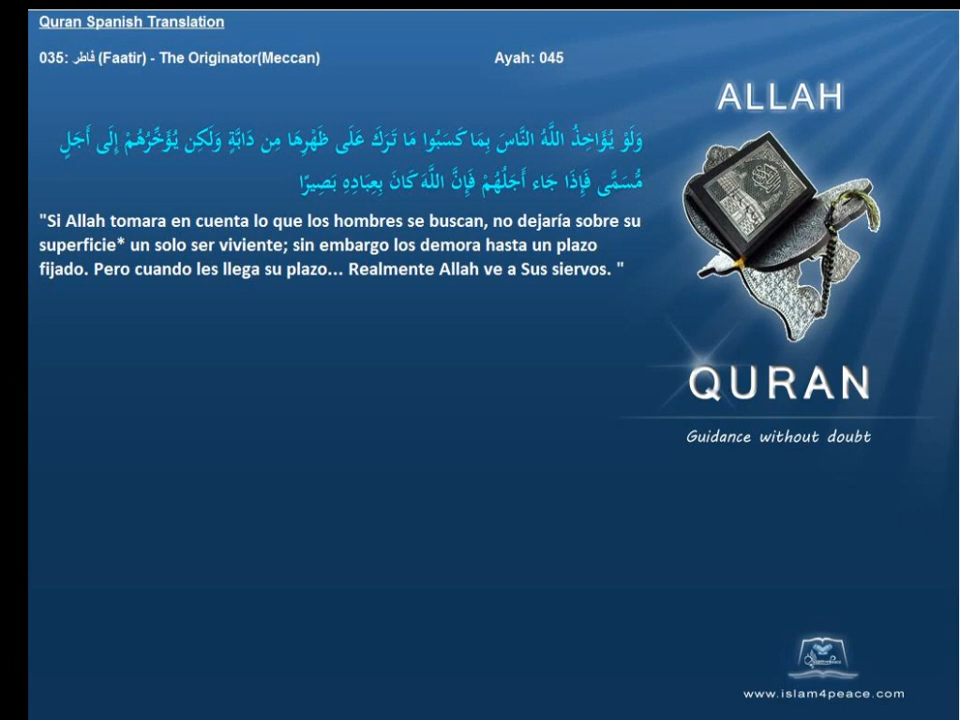 Quran Spanish Translation
035: فاطر (Faatir) - The Originator(Meccan) Ayah: 045
وَلَوْ يُؤَاخِذُ اللَّهُ النَّاسَ بِمَا كَسَبُوا مَا تَرَكَ عَلَى ظَهْرِهَا مِن دَابَّةٍ وَلَكِن يُؤَخِّرُهُمْ إِلَى أَجَلٍ
مُّسَمًّى فَإِذَا جَاء أَجَلُهُمْ فَإِنَّ اللَّهَ كَانَ بِعِبَادِهِ بَصِيرًا
"Si Allah tomara en cuenta lo que los hombres se buscan, no dejaría sobre su
superficie* un solo ser viviente; sin embargo los demora hasta un plazo
fijado. Pero cuando les llega su plazo... Realmente Allah ve a Sus siervos. "
ALLAH
QURAN
Guidance without doubt
www.islam4peace.com